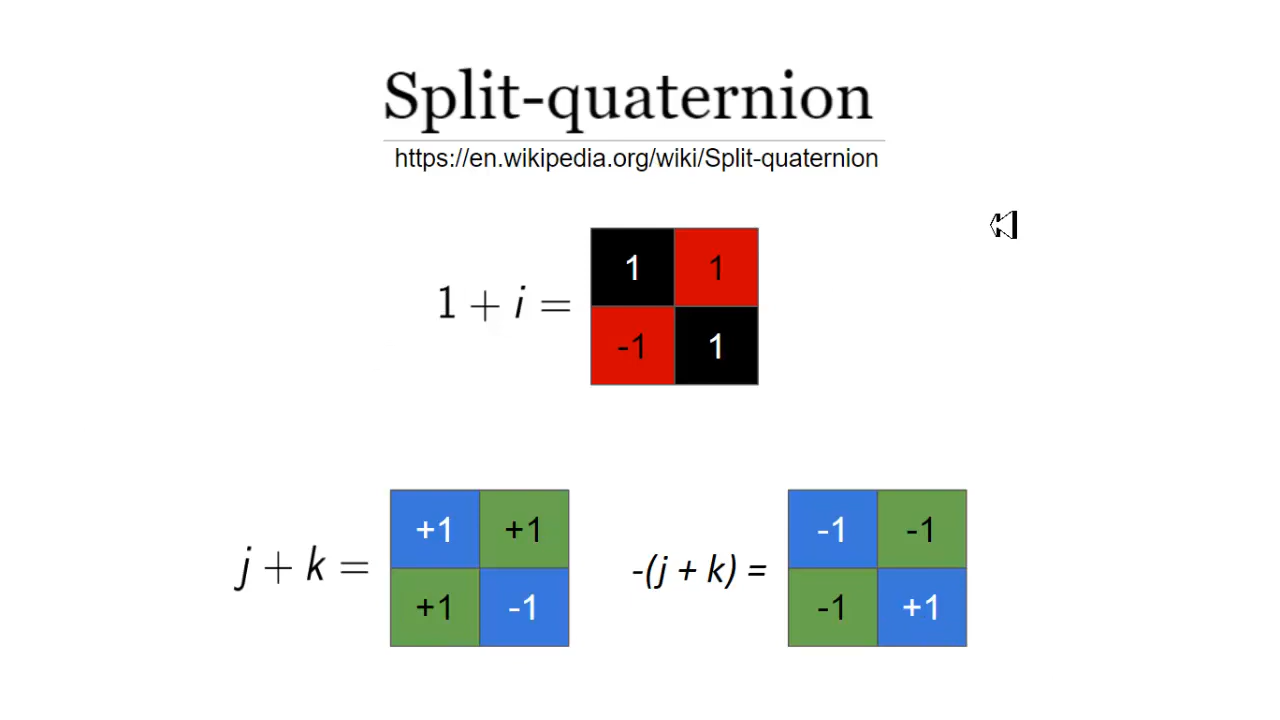 Split-quaternion
https://en.wikipedia.org/wiki/Split-quaternion
1 + i =
1 1
-1 1
j + k =
+1 +1
+1 -1
-(j + k) =
-1 -1
-1 +1